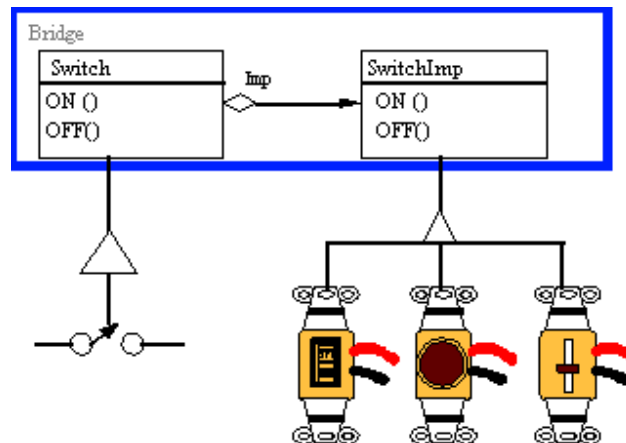 Bridge
Switch
Imp
SwitchImp
ON ()
OFF()
ON ()
OFF()